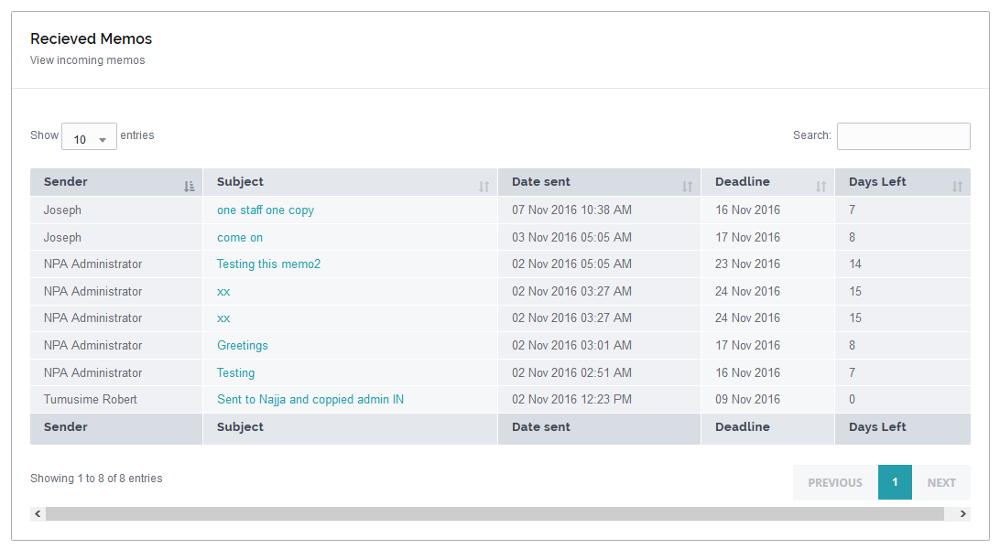 Recieved Memos
View incoming memos
Show 10 entries Search:
Sender Subject Date sent Deadline Days Left
Joseph one staff one copy 07 Nov 2016 10:38 AM 16 Nov 2016 7
Joseph come on 03 Nov 2016 05:05 AM 17 Nov 2016 8
NPA Administrator Testing this memo2 02 Nov 2016 05:05 AM 23 Nov 2016 14
NPA Administrator xx 02 Nov 2016 03:27 AM 24 Nov 2016 15
NPA Administrator xx 02 Nov 2016 03:27 AM 24 Nov 2016 15
NPA Administrator Greetings 02 Nov 2016 03:01 AM 17 Nov 2016 8
NPA Administrator Testing 02 Nov 2016 02:51 AM 16 Nov 2016 7
Tumusime Robert Sent to Najja and coppied admin IN 02 Nov 2016 12:23 PM 09 Nov 2016 0
Sender Subject Date sent Deadline Days Left
Showing 1 to 8 of 8 entries PREVIOUS 1 NEXT